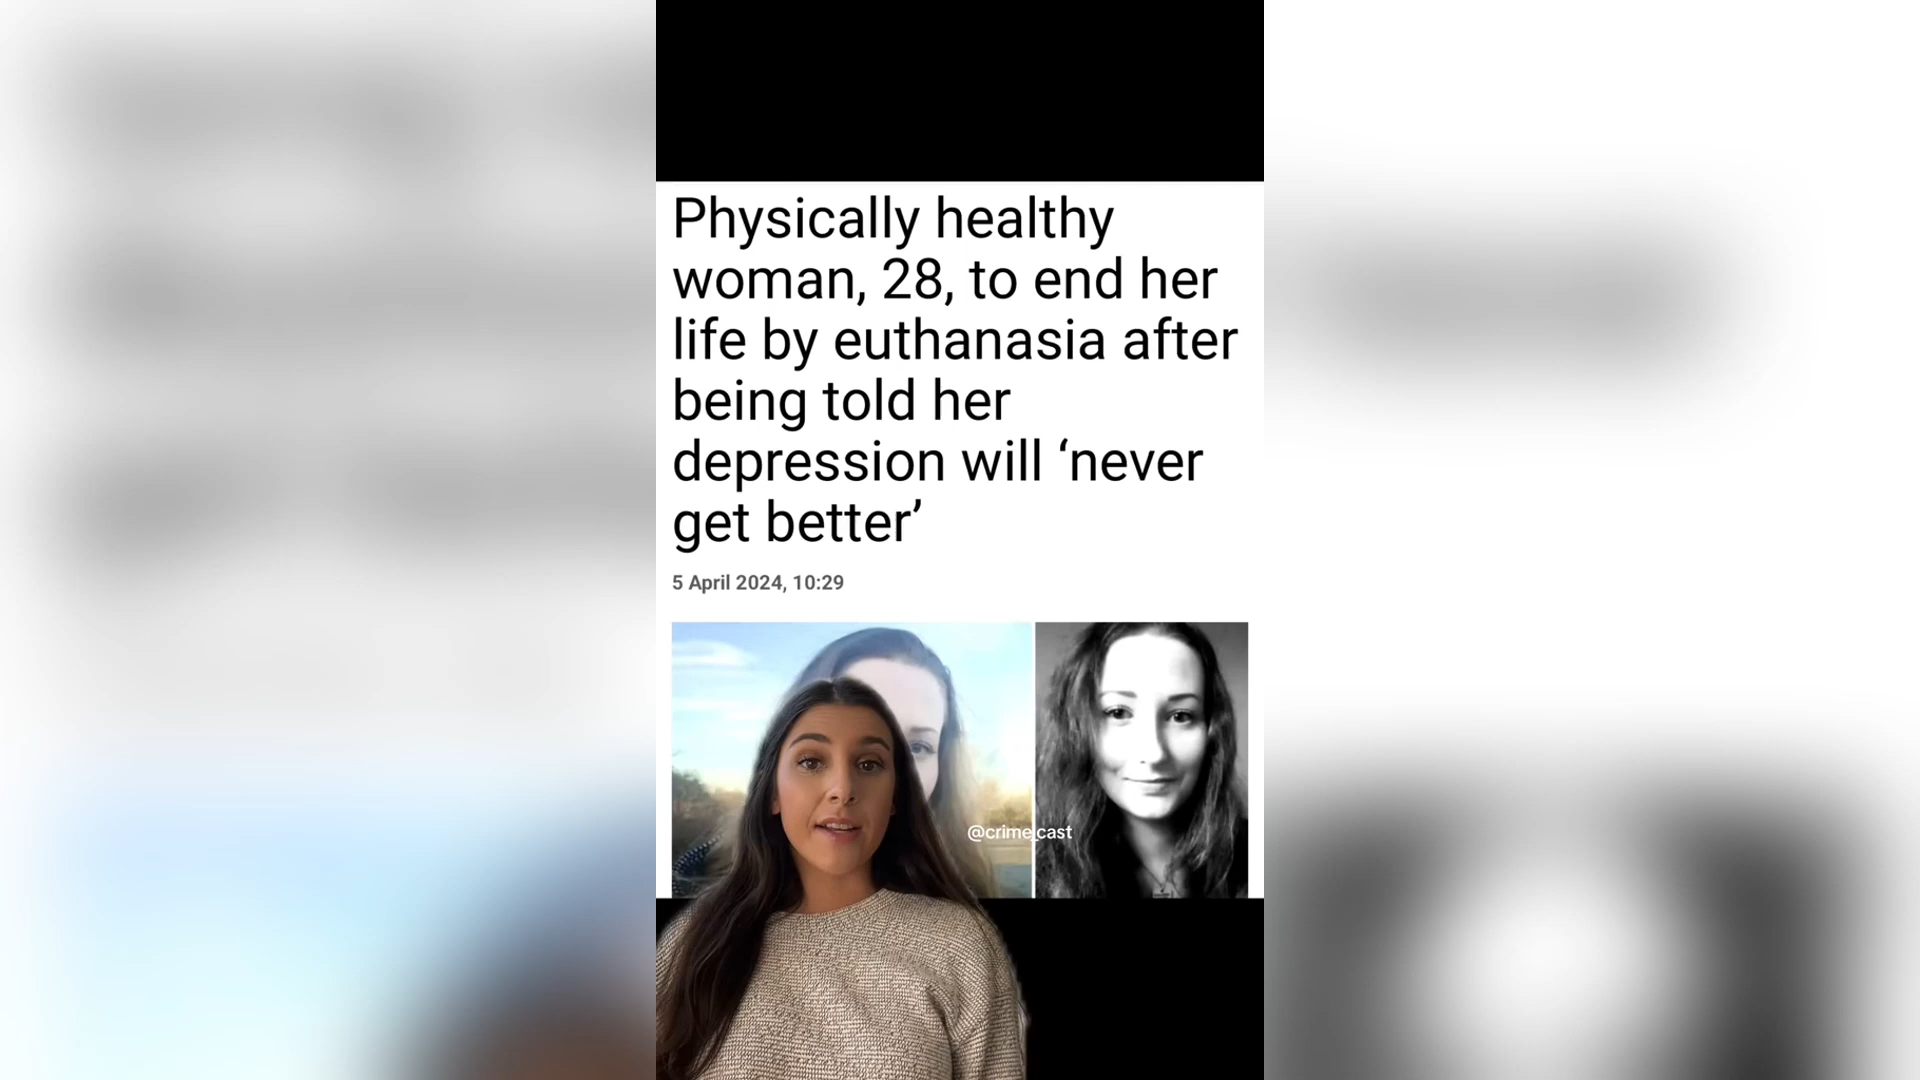 Physically healthy
woman, 28, to end her
life by euthanasia after
being told her
depression will ‘never
get better’
5 April 2024, 10:29
@crime_cast